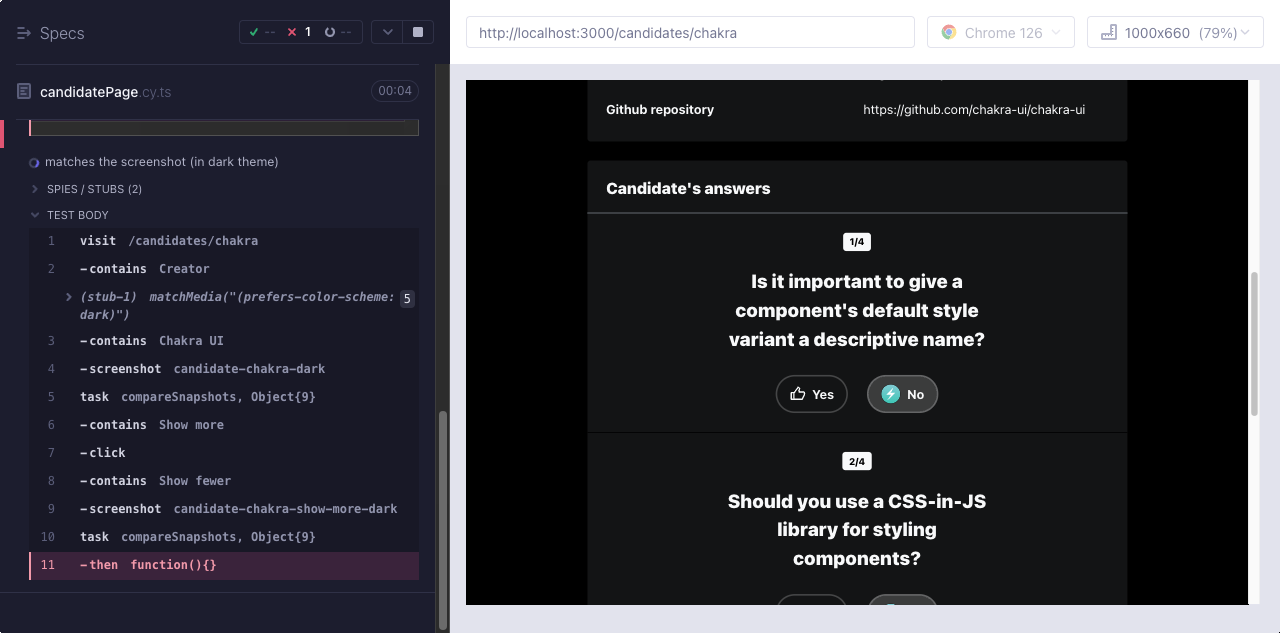 Specs
-- 1 --
candidatePage.cy.ts 00:04
matches the screenshot (in dark theme)
SPIES / STUBS (2)
TEST BODY
1 visit /candidates/chakra
2 -contains Creator
(stub-1) matchMedia("(prefers-color-scheme: 5
dark)")
3 -contains Chakra UI
4 -screenshot candidate-chakra-dark
5 task compareSnapshots, Object{9}
6 -contains Show more
7 -click
8 -contains Show fewer
9 -screenshot candidate-chakra-show-more-dark
10 task compareSnapshots, Object{9}
11 -then function(){}
http://localhost:3000/candidates/chakra
Chrome 126
1000x660 (79%)
Github repository https://github.com/chakra-ui/chakra-ui
Candidate's answers
1/4
Is it important to give a
component's default style
variant a descriptive name?
Yes No
2/4
Should you use a CSS-in-JS
library for styling
components?